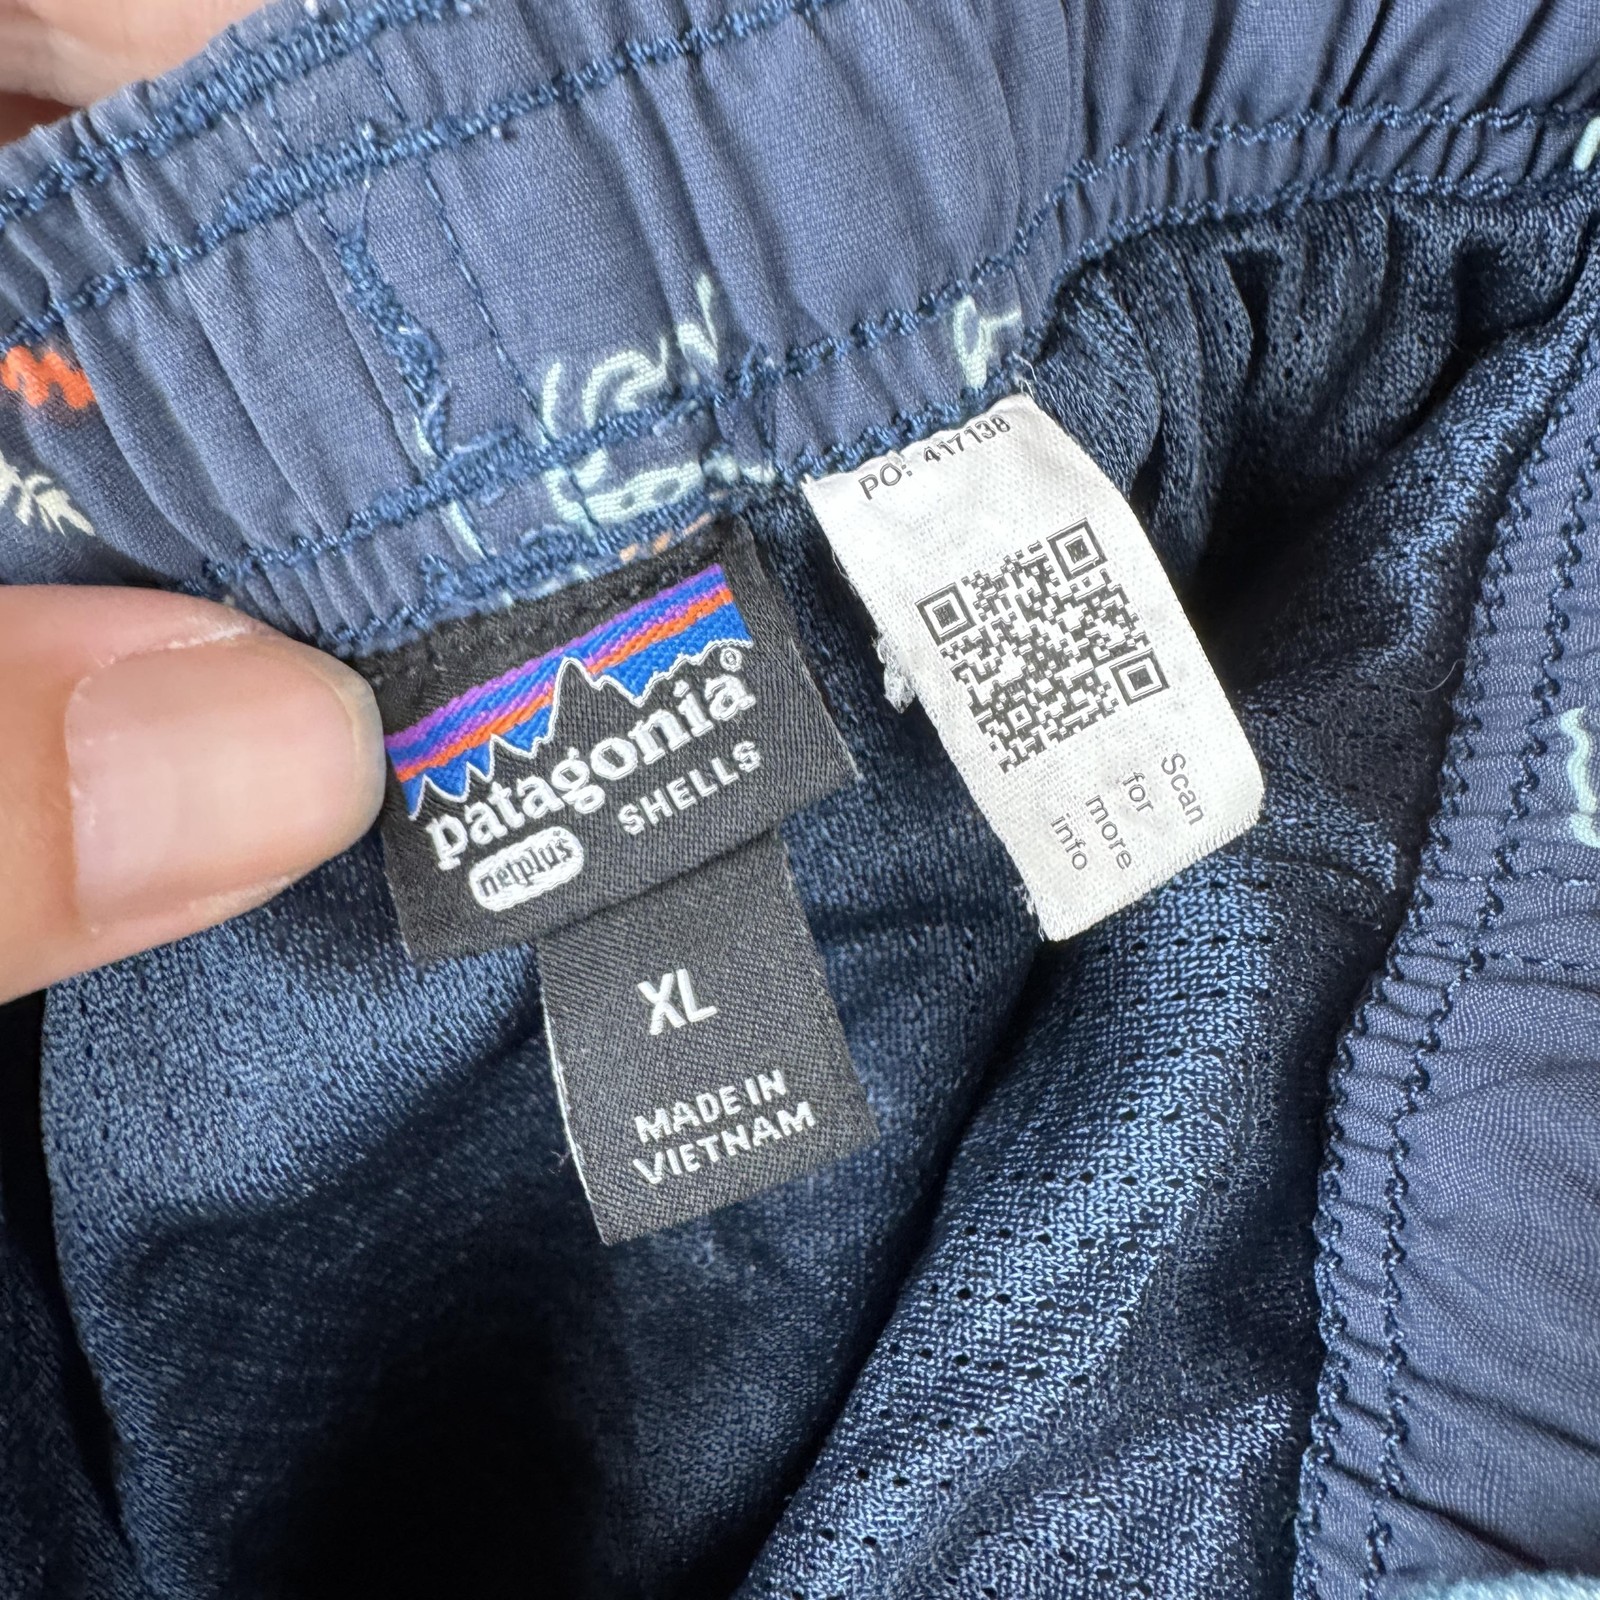 patagonia®
SHELLS
netplus®
XL
MADE IN
VIETNAM
PO: 417138
Scan
for
more
info